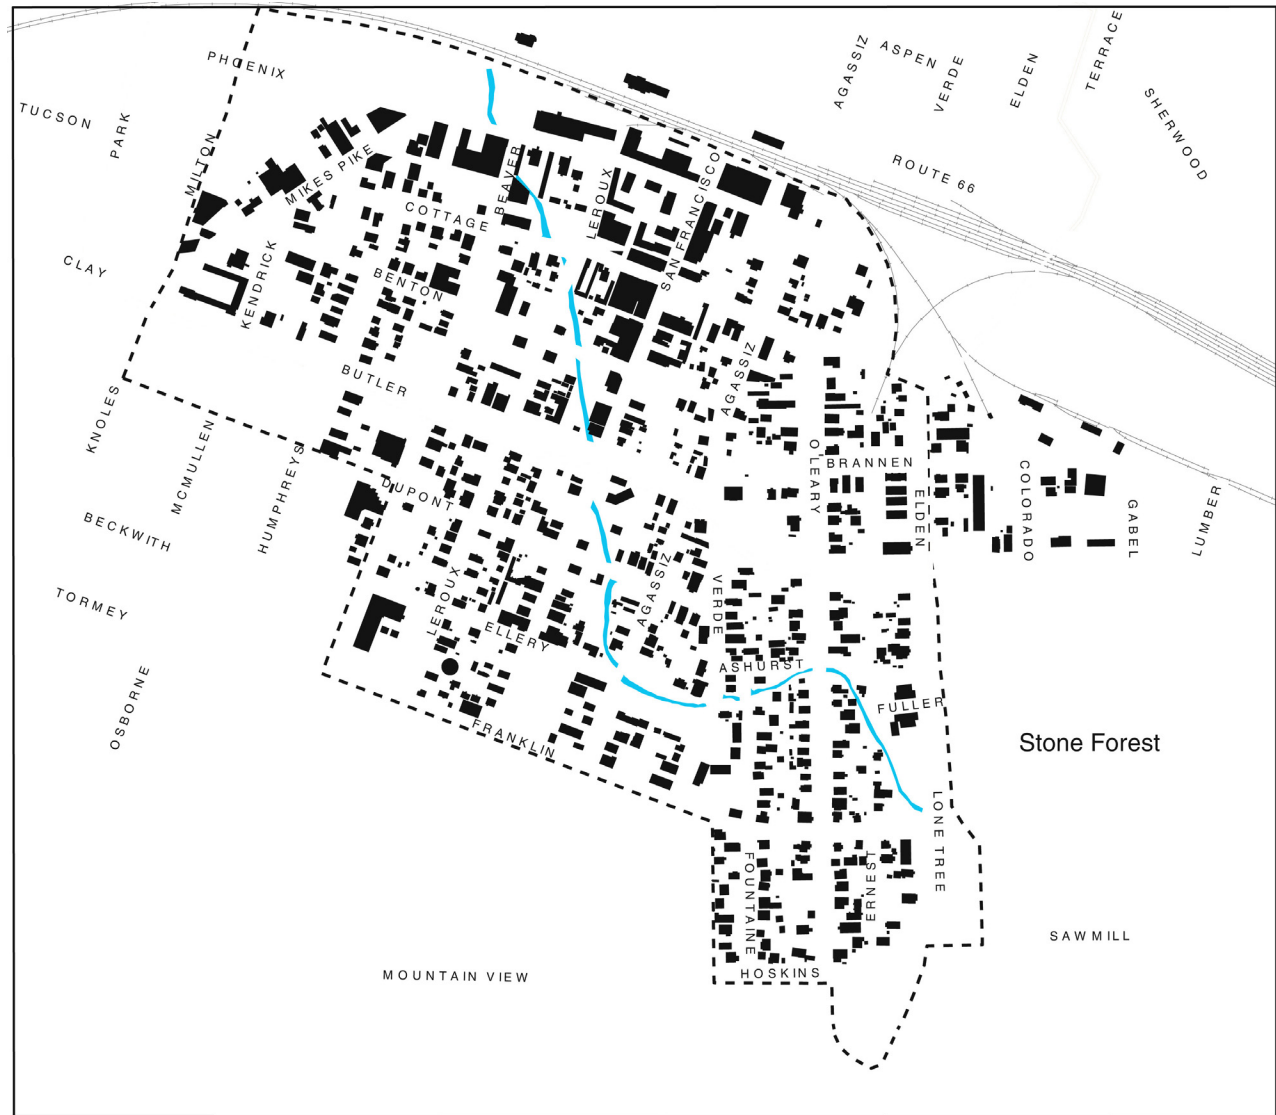 AGASSIZ
ASPEN
VERDE
ELDEN
TERRACE
SHERWOOD
PHOENIX
TUCSON
PARK
MILTON
MIKES PIKE
BEAVER
LEROUX
SAN FRANCISCO
ROUTE 66
COTTAGE
CLAY
KENDRICK
BENTON
BUTLER
AGASSIZ
KNOLES
MCMULLEN
HUMPHREYS
DUPONT
O'LEARY
BRANNEN
ELDEN
COLORADO
GABEL
LUMBER
BECKWITH
TORMEY
OSBORNE
LEROUX
ELLERY
AGASSIZ
VERDE
ASHURST
FULLER
FRANKLIN
Stone Forest
LONE TREE
FOUNTAINE
ERNEST
SAWMILL
HOSKINS
MOUNTAIN VIEW